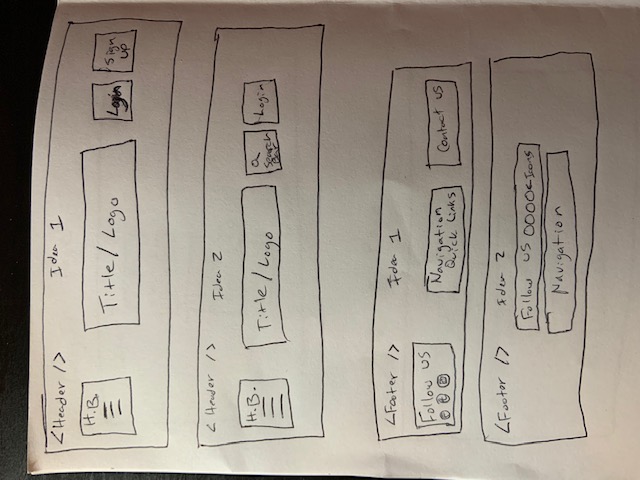 <Header /> Idea 1
H.B.
Title/Logo
Login
Sign
up
<Header /> Idea 2
H.B.
Title/Logo
Search
Bar
Login
<Footer /> Idea 1
Follow us
Navigation
Quick Links
Contact us
<Footer /> Idea 2
Follow us OOOO<Icons
Navigation